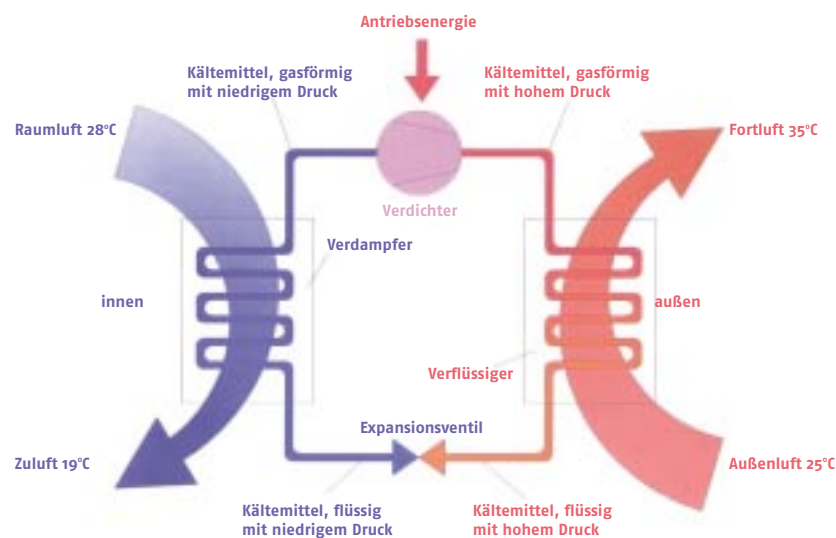 Antriebsenergie
Kältemittel, gasförmig
mit niedrigem Druck
Kältemittel, gasförmig
mit hohem Druck
Raumluft 28°C
Fortluft 35°C
Verdichter
Verdampfer
innen
außen
Verflüssiger
Expansionsventil
Zuluft 19°C
Außenluft 25°C
Kältemittel, flüssig
mit niedrigem Druck
Kältemittel, flüssig
mit hohem Druck